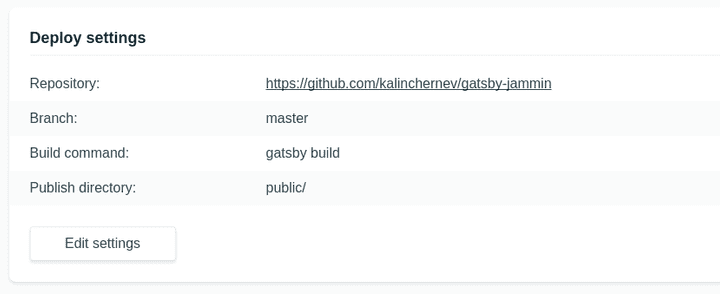 Deploy settings
Repository: https://github.com/kalinchernev/gatsby-jammin
Branch: master
Build command: gatsby build
Publish directory: public/
Edit settings